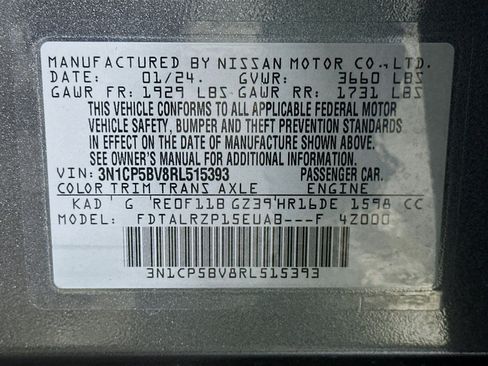 MANUFACTURED BY NISSAN MOTOR CO.,LTD.
DATE: 01/24. GVWR: 3660 LBS
GAWR FR: 1929 LBS GAWR RR: 1731 LBS
THIS VEHICLE CONFORMS TO ALL APPLICABLE FEDERAL MOTOR
VEHICLE SAFETY, BUMPER AND THEFT PREVENTION STANDARDS
IN EFFECT ON THE DATE OF MANUFACTURE SHOWN ABOVE.
SEE OWNER'S MANUAL FOR ADDITIONAL INFORMATION.
VIN: 3N1CP5BV8RL515393 PASSENGER CAR.
COLOR TRIM TRANS AXLE ENGINE
KAD G RE0F11B GZ39 HR16DE 1598 CC
MODEL: FDTALRZP15EUAB---F 4Z000
3N1CP5BV8RL515393